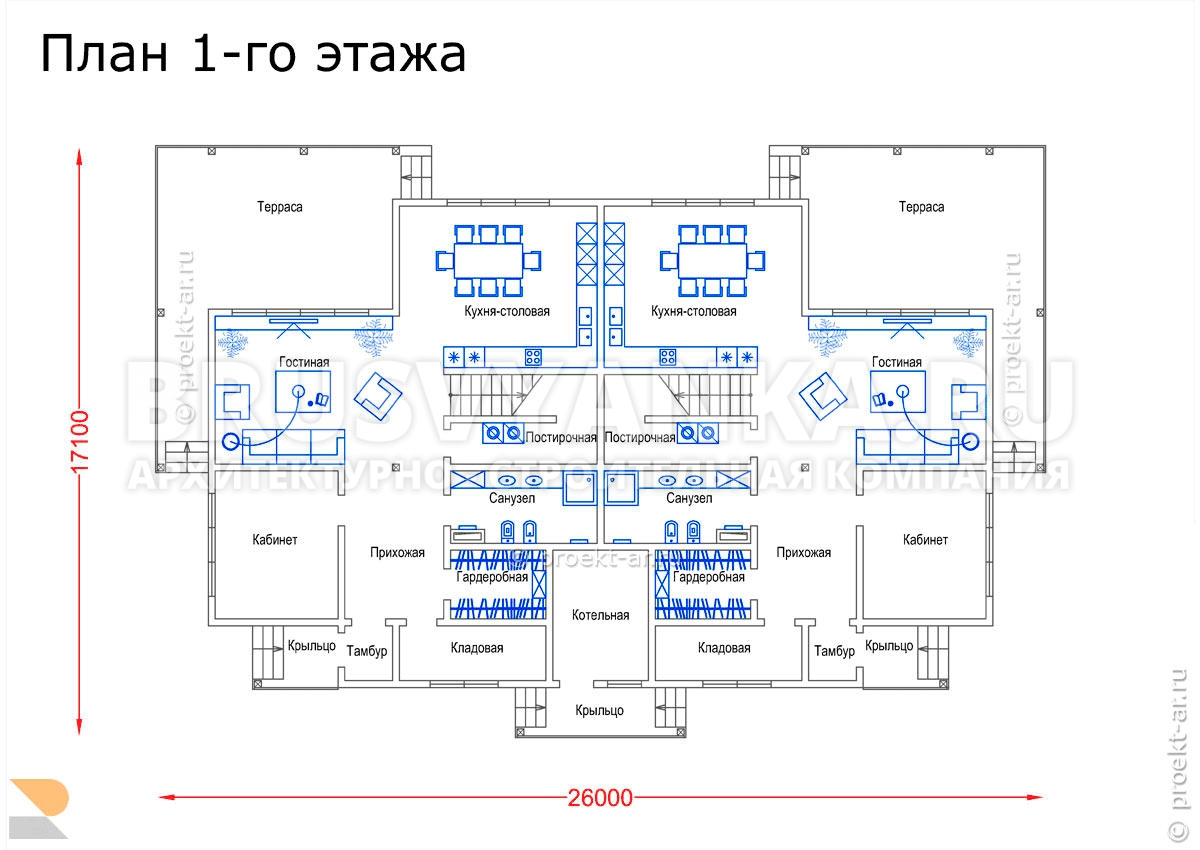 План 1-го этажа
Терраса
Терраса
Кухня-столовая
Кухня-столовая
Гостиная
Гостиная
BRUSVYANKA.RU
17100
Постирочная
Постирочная
АРХИТЕКТУРНО-СТРОИТЕЛЬНАЯ КОМПАНИЯ
Санузел
Санузел
Кабинет
Прихожая
Прихожая
Кабинет
© proekt-ar.ru
Гардеробная
Гардеробная
Котельная
Крыльцо
Тамбур
Кладовая
Кладовая
Тамбур
Крыльцо
Крыльцо
26000
© proekt-ar.ru
© proekt-ar.ru
© proekt-ar.ru